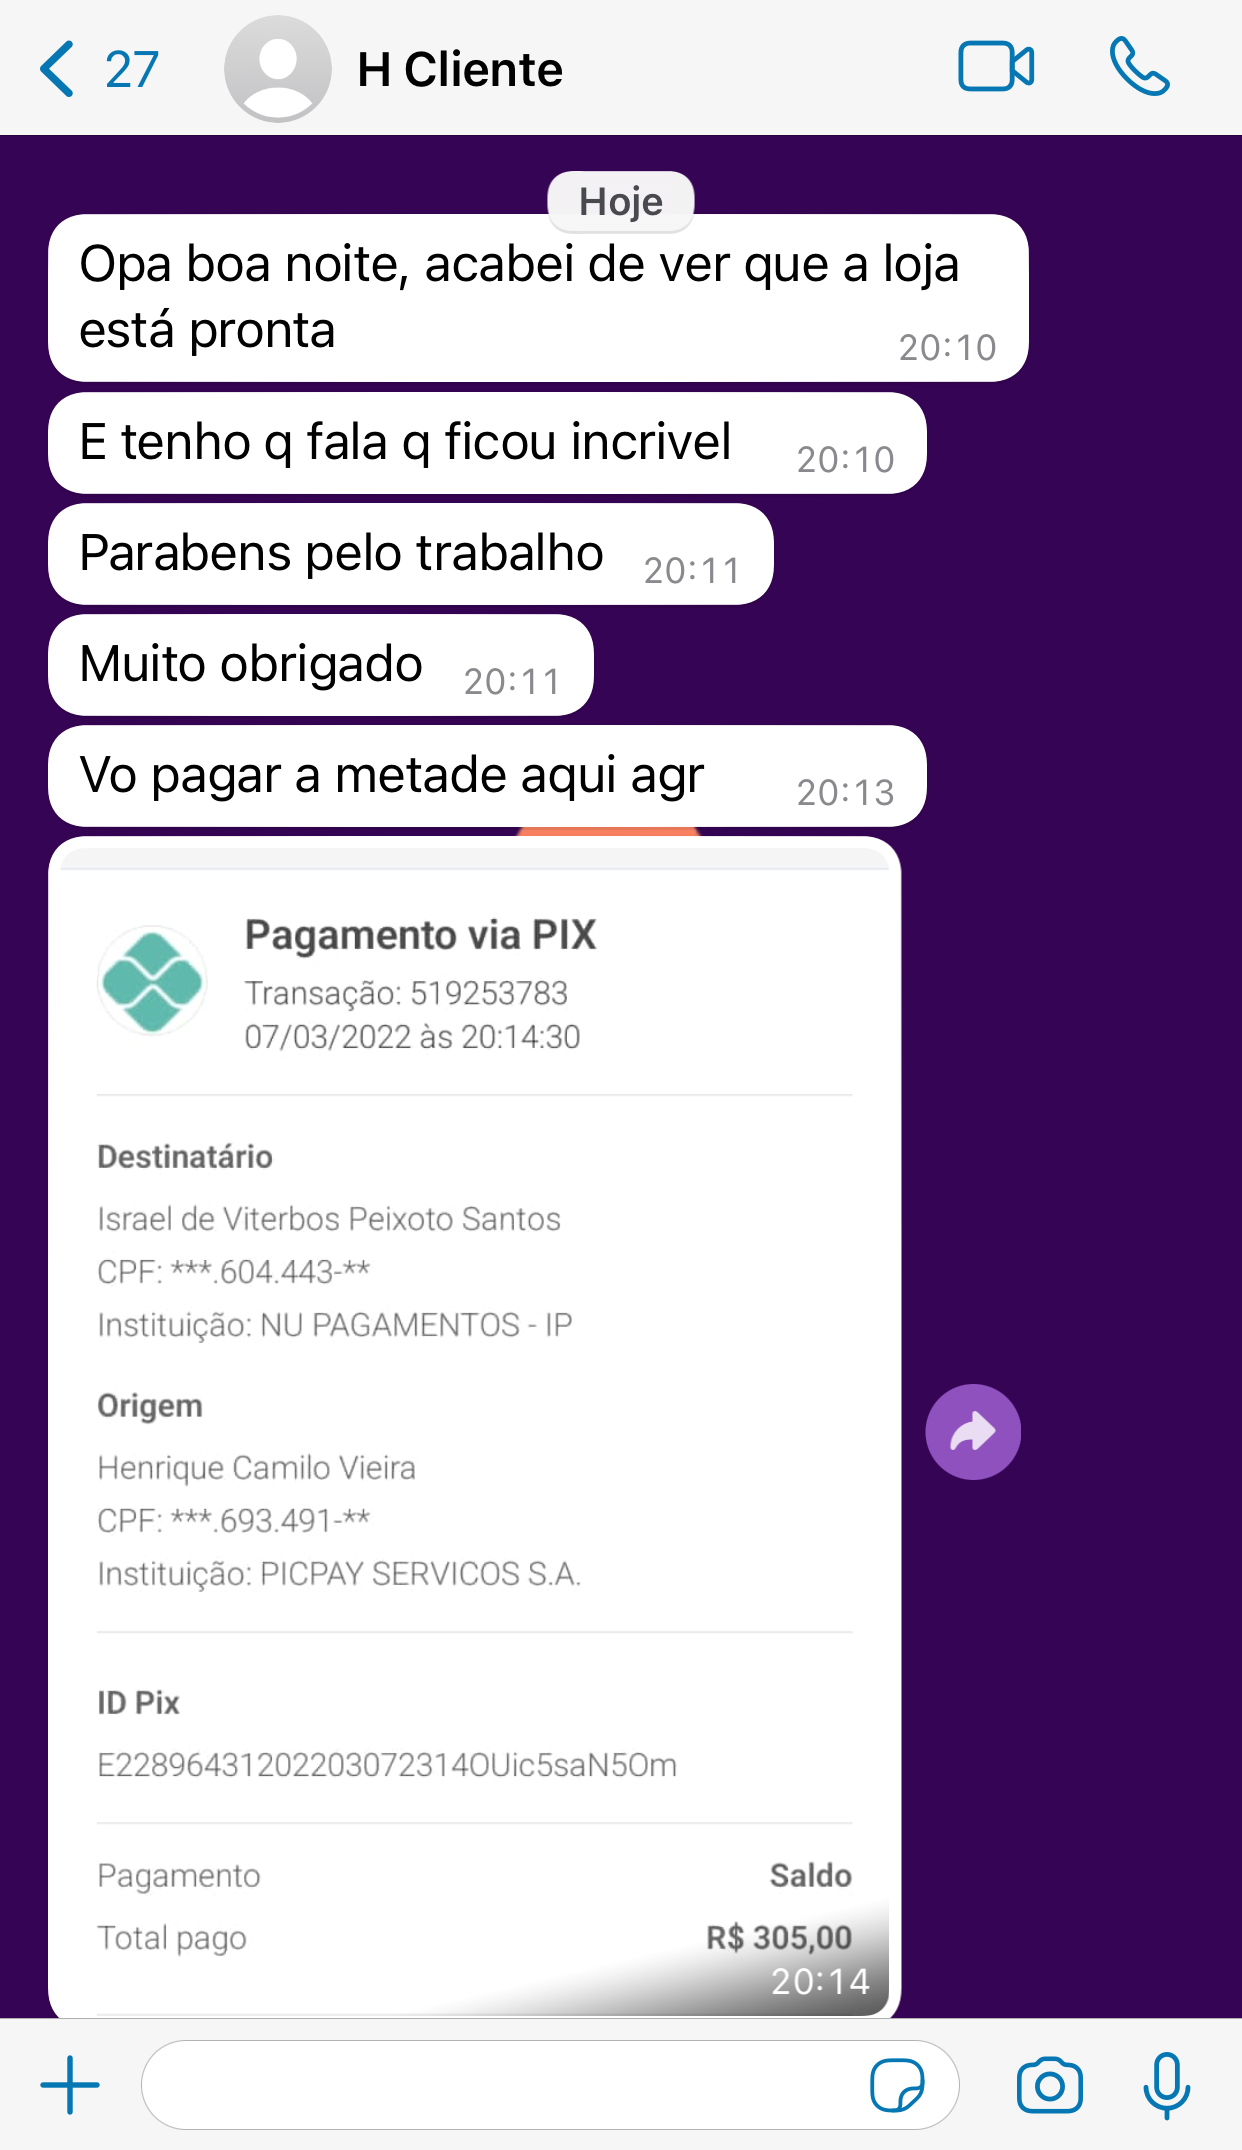 27
H Cliente
Hoje
Opa boa noite, acabei de ver que a loja
está pronta
20:10
E tenho q fala q ficou incrivel
20:10
Parabens pelo trabalho
20:11
Muito obrigado
20:11
Vo pagar a metade aqui agr
20:13
Pagamento via PIX
Transação: 519253783
07/03/2022 às 20:14:30
Destinatário
Israel de Viterbos Peixoto Santos
CPF: ***.604.443-**
Instituição: NU PAGAMENTOS - IP
Origem
Henrique Camilo Vieira
CPF: ***.693.491-**
Instituição: PICPAY SERVICOS S.A.
ID Pix
E22896431202203072314OUic5saN5Om
Pagamento
Saldo
Total pago
R$ 305,00
20:14